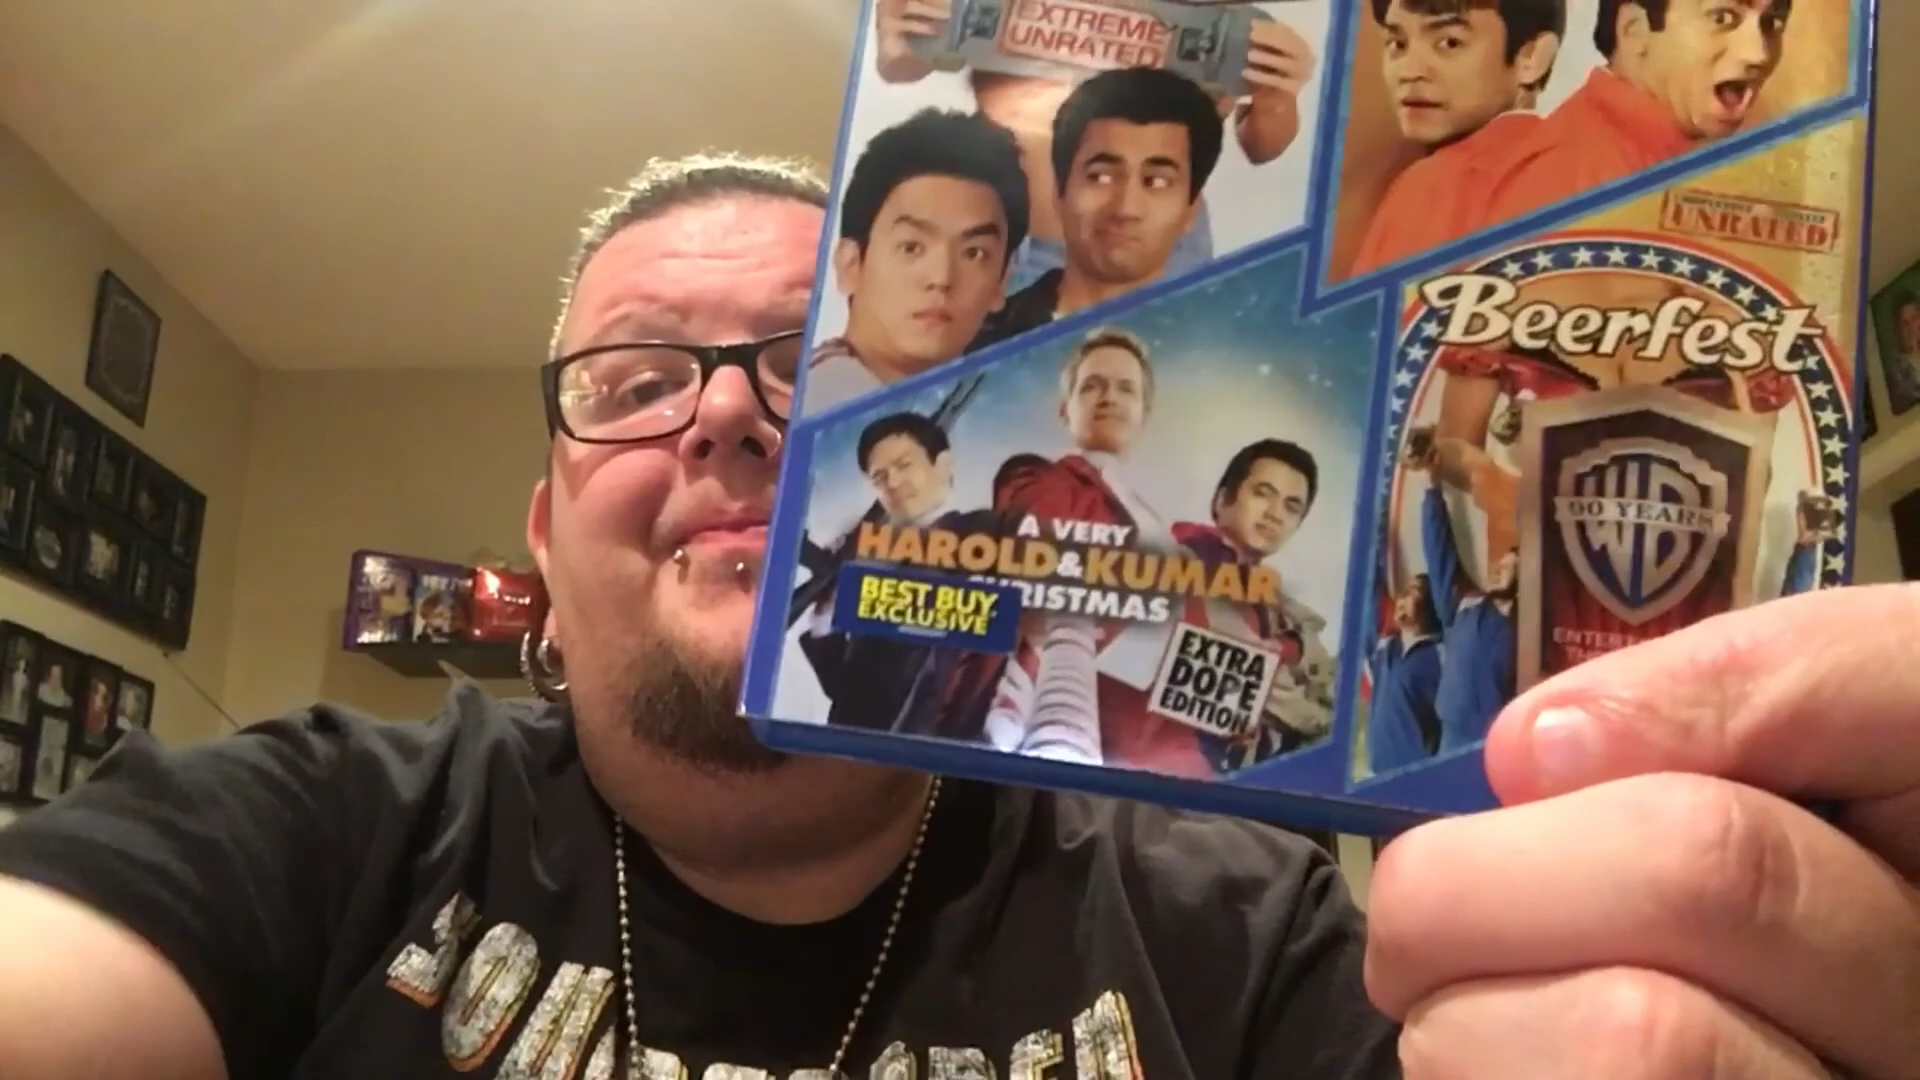 EXTREME
UNRATED
UNRATED
Beerfest
A VERY
HAROLD & KUMAR
CHRISTMAS
BEST BUY
EXCLUSIVE
EXTRA
DOPE
EDITION
WB
90 YEARS